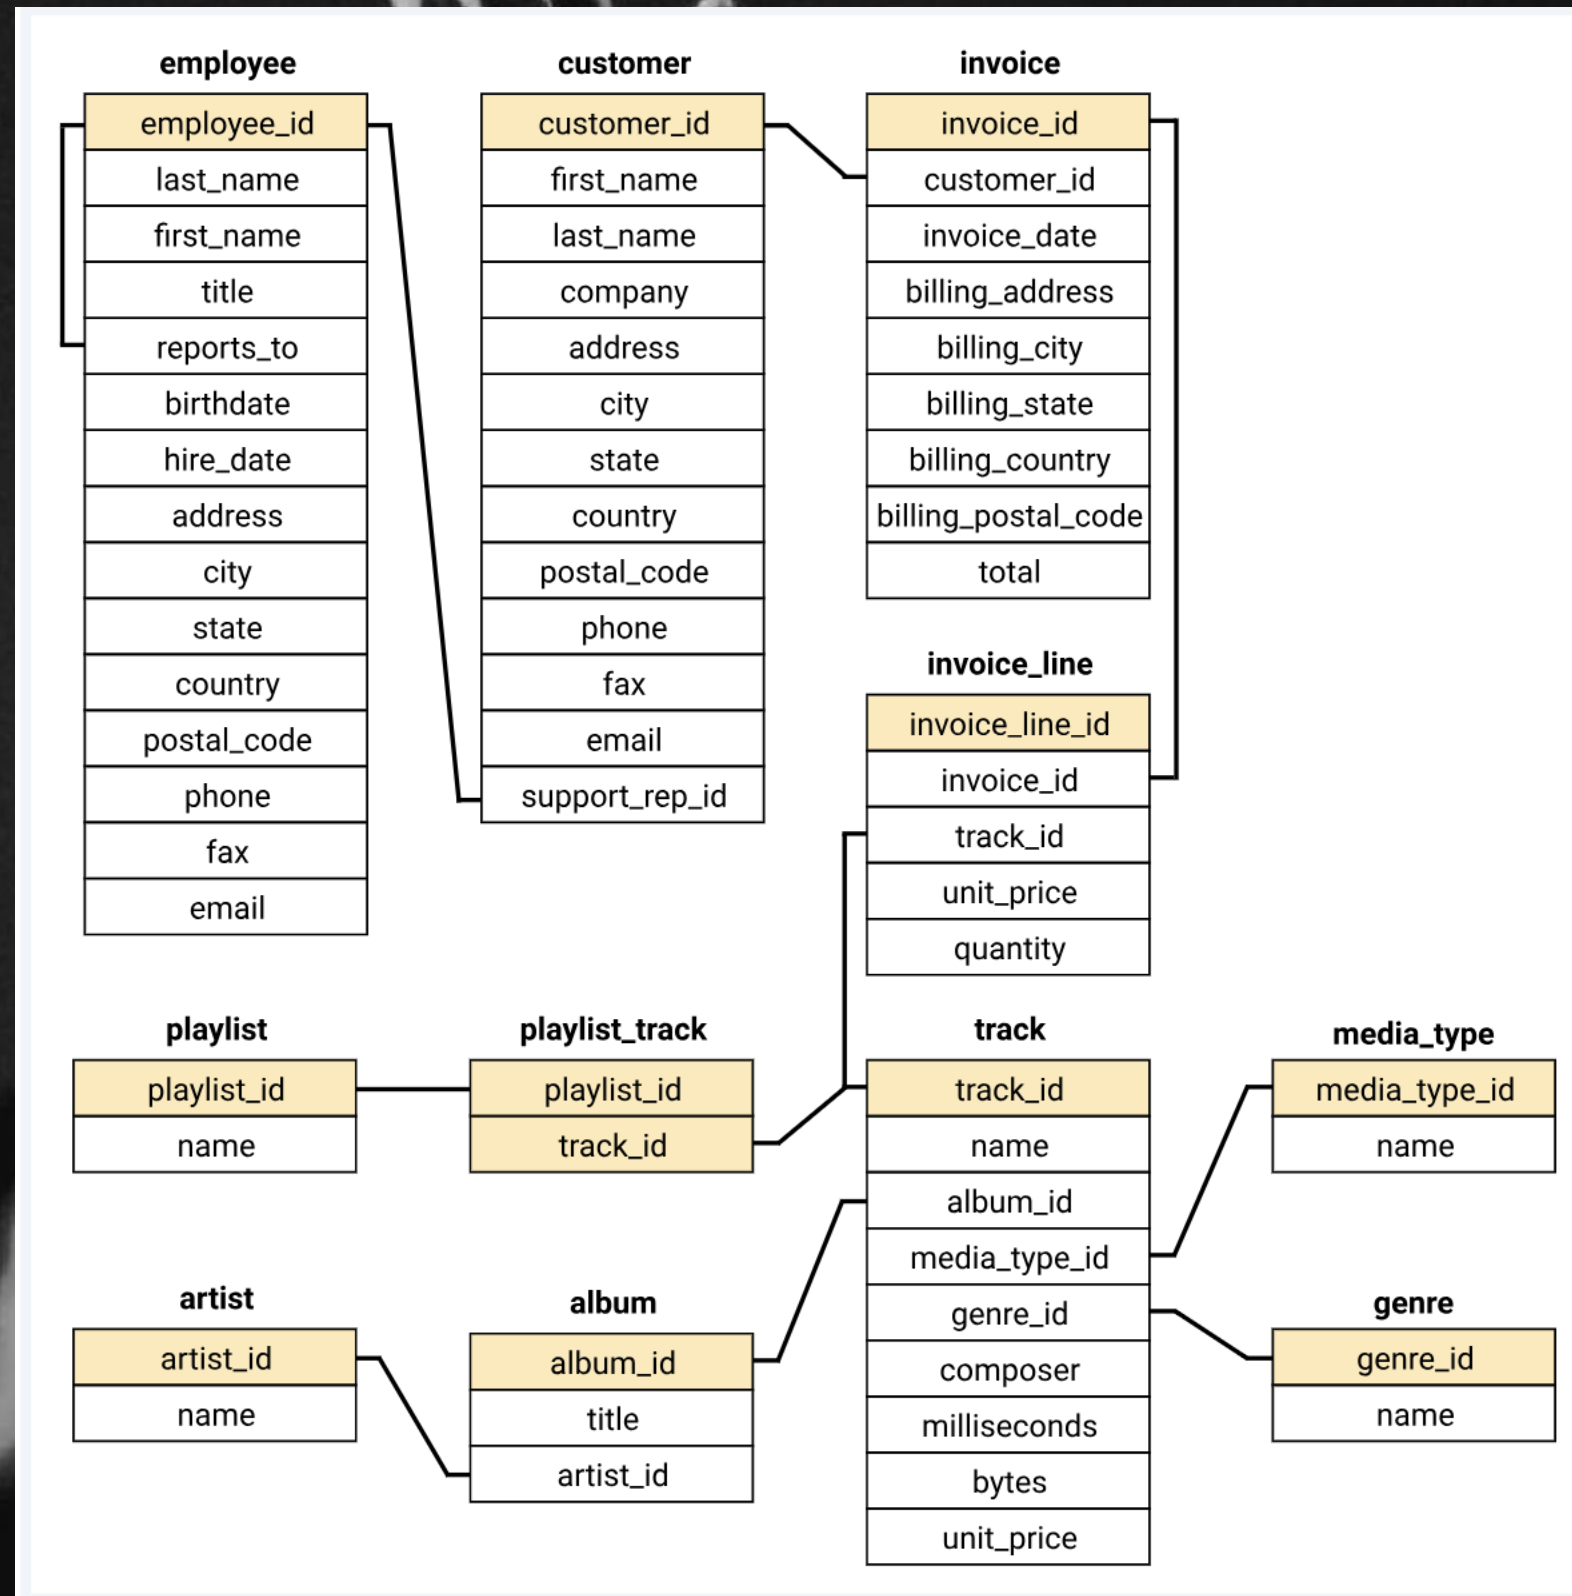 employee
employee_id
last_name
first_name
title
reports_to
birthdate
hire_date
address
city
state
country
postal_code
phone
fax
email
customer
customer_id
first_name
last_name
company
address
city
state
country
postal_code
phone
fax
email
support_rep_id
invoice
invoice_id
customer_id
invoice_date
billing_address
billing_city
billing_state
billing_country
billing_postal_code
total
invoice_line
invoice_line_id
invoice_id
track_id
unit_price
quantity
playlist
playlist_id
name
playlist_track
playlist_id
track_id
track
track_id
name
album_id
media_type_id
genre_id
composer
milliseconds
bytes
unit_price
media_type
media_type_id
name
artist
artist_id
name
album
album_id
title
artist_id
genre
genre_id
name